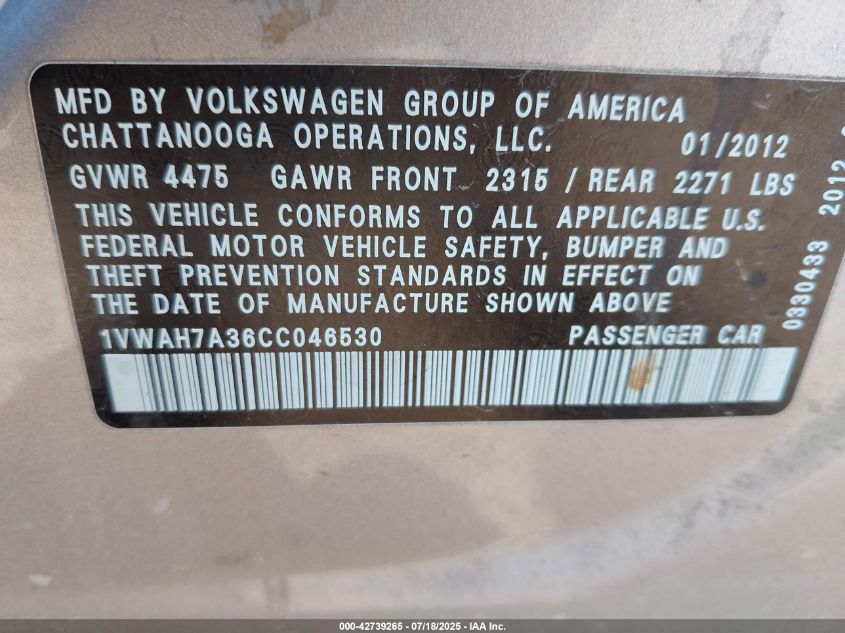 MFD BY VOLKSWAGEN GROUP OF AMERICA
CHATTANOOGA OPERATIONS, LLC. 01/2012
GVWR 4475 GAWR FRONT 2315 / REAR 2271 LBS
THIS VEHICLE CONFORMS TO ALL APPLICABLE U.S.
FEDERAL MOTOR VEHICLE SAFETY, BUMPER AND
THEFT PREVENTION STANDARDS IN EFFECT ON
THE DATE OF MANUFACTURE SHOWN ABOVE
1VWAH7A36CC046530 PASSENGER CAR
0330433 2012
000-42739265 - 07/18/2025 - IAA Inc.